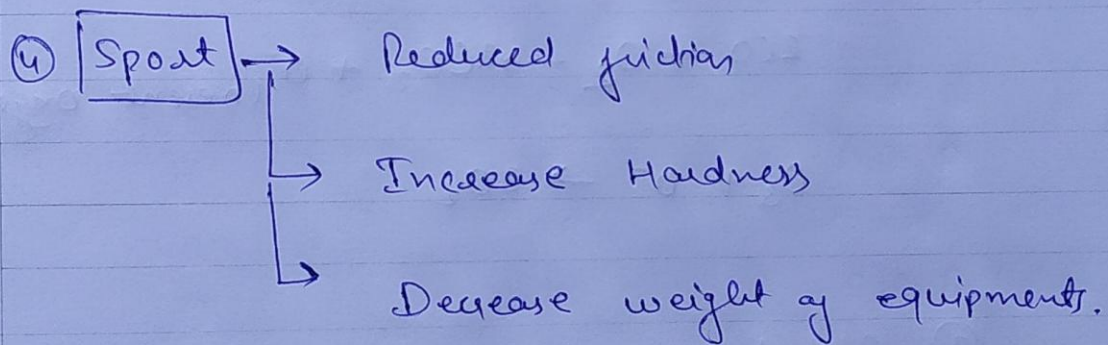 ④ Sport → Reduced friction
→ Increase Hardness
→ Decrease weight of equipments.